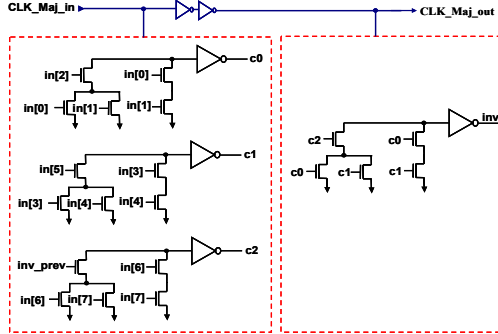 CLK_Maj_in CLK_Maj_out
c0
in[2] in[0]
in[0] in[1] in[1]
c1
in[5] in[3]
in[3] in[4] in[4]
c2
inv_prev in[6]
in[6] in[7] in[7]
inv
c2 c0
c0 c1 c1